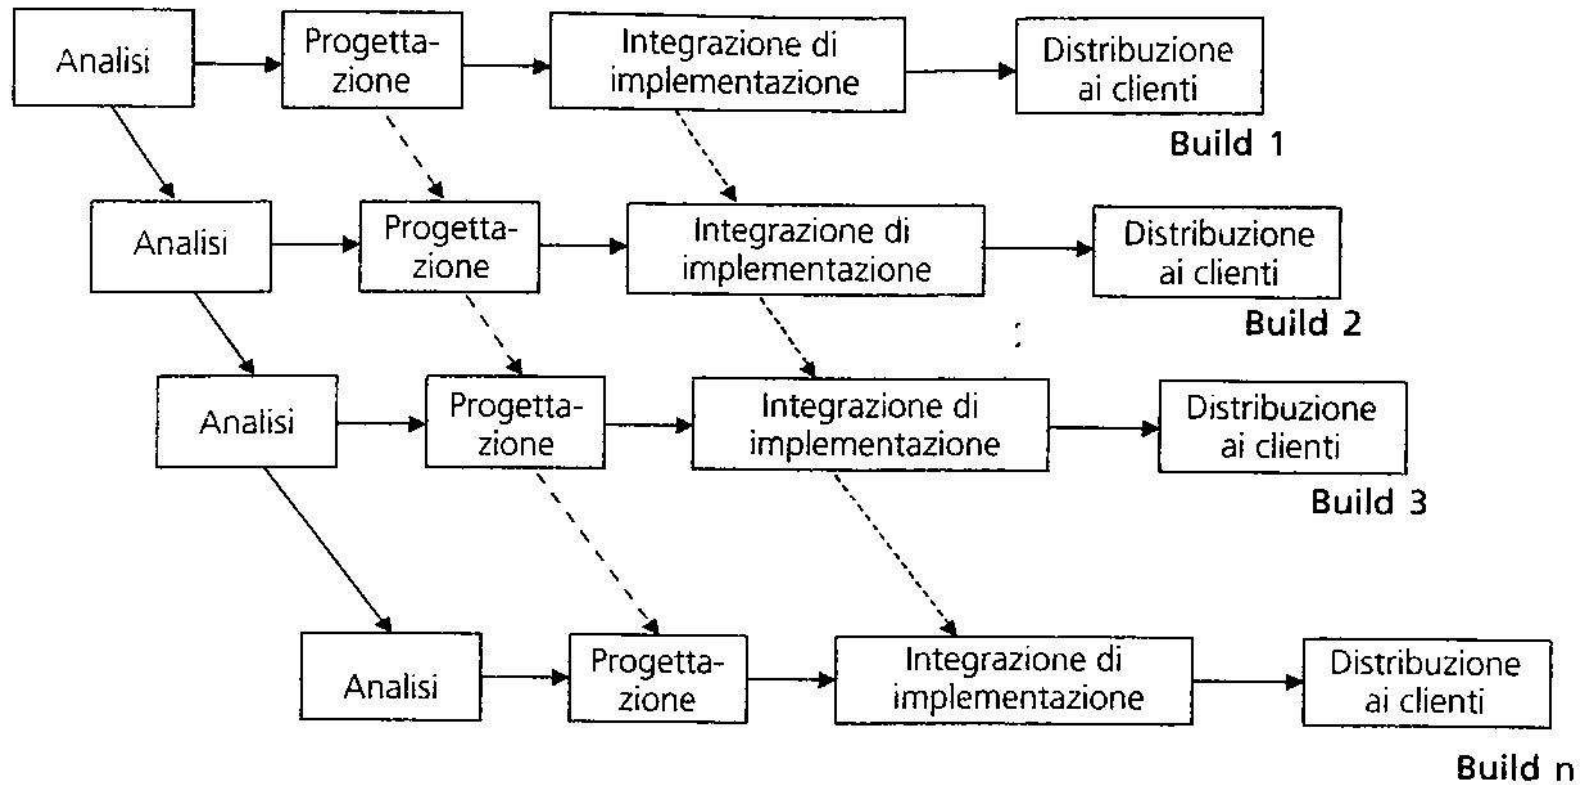 Analisi
Progetta-
zione
Integrazione di
implementazione
Distribuzione
ai clienti
Build 1
Analisi
Progetta-
zione
Integrazione di
implementazione
Distribuzione
ai clienti
Build 2
Analisi
Progetta-
zione
Integrazione di
implementazione
Distribuzione
ai clienti
Build 3
Analisi
Progetta-
zione
Integrazione di
implementazione
Distribuzione
ai clienti
Build n